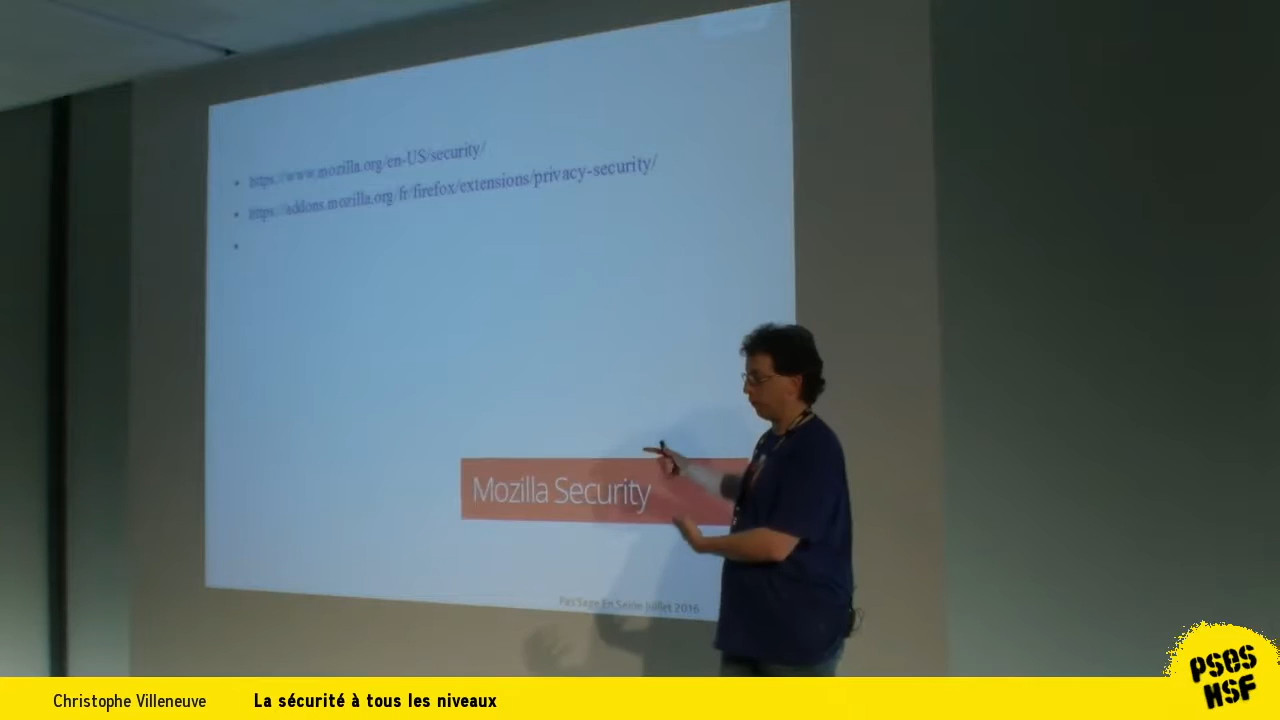 • https://www.mozilla.org/en-US/security/
• https://addons.mozilla.org/fr/firefox/extensions/privacy-security/
•
Mozilla Security
Pas Sage En Seine Juillet 2016
Christophe Villeneuve La sécurité à tous les niveaux
PSES
HSF